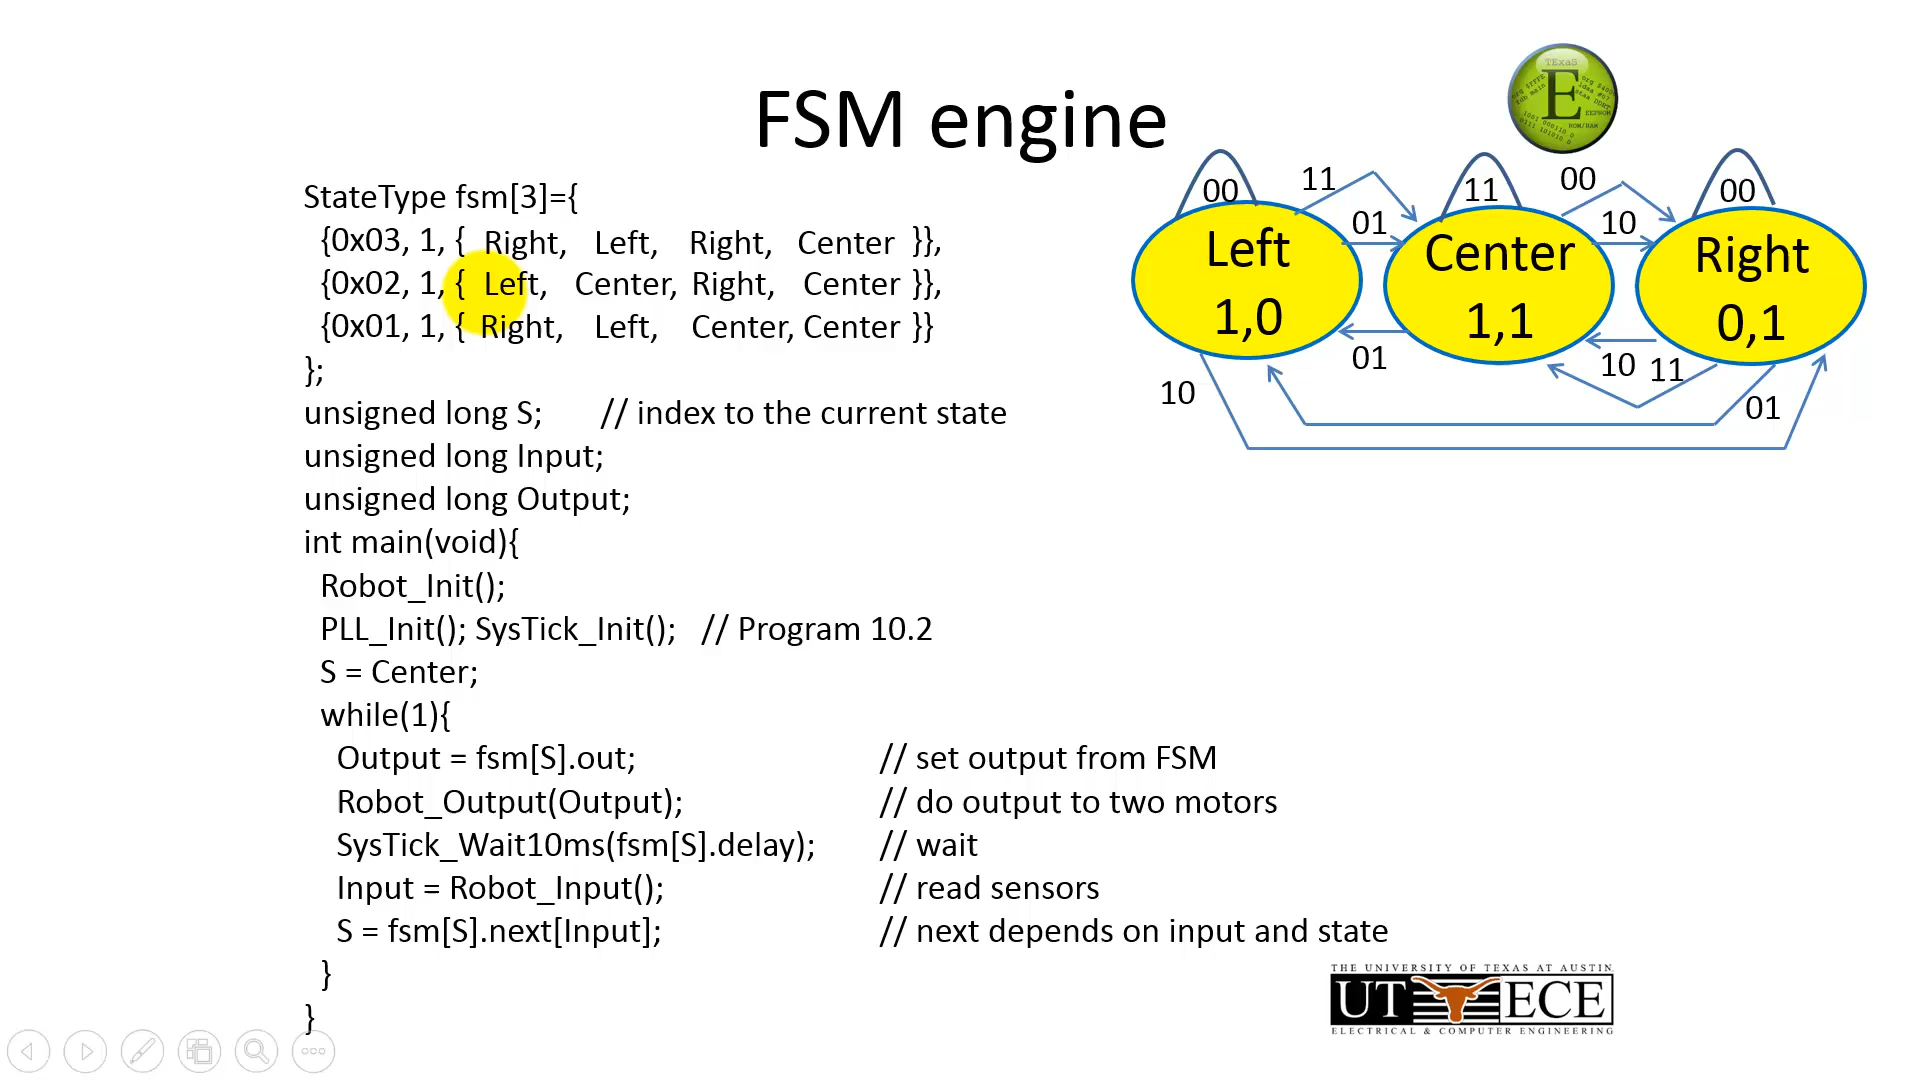 FSM engine
TExaS
E
StateType fsm[3]={
{0x03, 1, { Right, Left, Right, Center }},
{0x02, 1, { Left, Center, Right, Center }},
{0x01, 1, { Right, Left, Center, Center }}
};
unsigned long S; // index to the current state
unsigned long Input;
unsigned long Output;
int main(void){
Robot_Init();
PLL_Init(); SysTick_Init(); // Program 10.2
S = Center;
while(1){
Output = fsm[S].out; // set output from FSM
Robot_Output(Output); // do output to two motors
SysTick_Wait10ms(fsm[S].delay); // wait
Input = Robot_Input(); // read sensors
S = fsm[S].next[Input]; // next depends on input and state
}
}
00 11 11 00 00
01 10
Left Center Right
1,0 1,1 0,1
01 10 11
10 01
THE UNIVERSITY OF TEXAS AT AUSTIN
UT ECE
ELECTRICAL & COMPUTER ENGINEERING